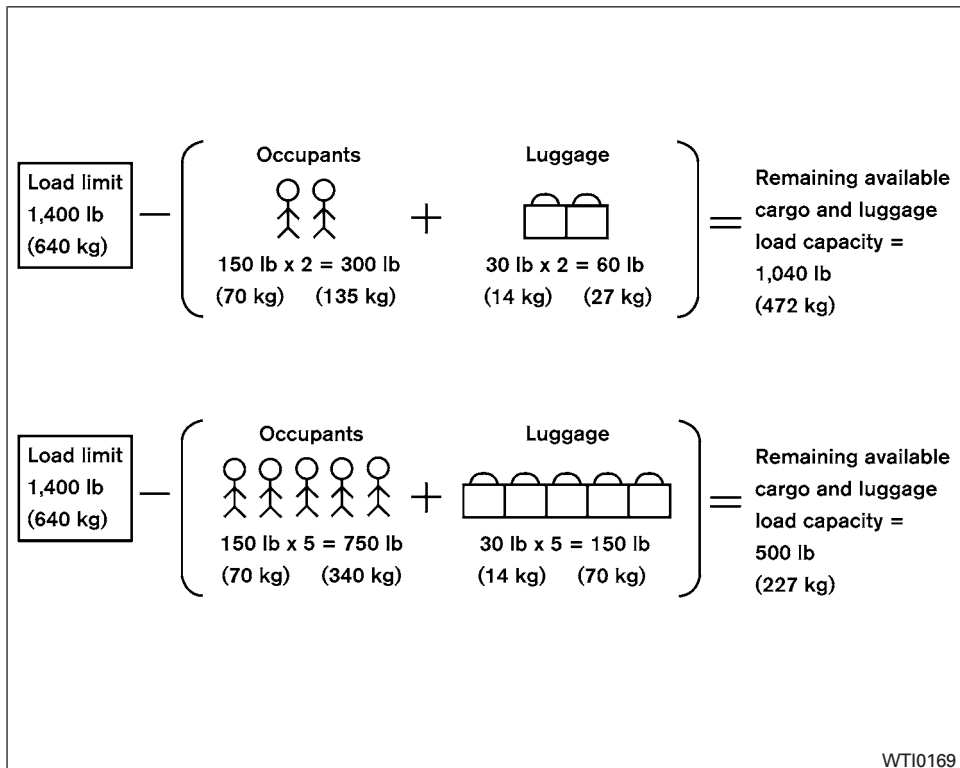 Load limit
1,400 lb
(640 kg)
Occupants
150 lb x 2 = 300 lb
(70 kg) (135 kg)
+
Luggage
30 lb x 2 = 60 lb
(14 kg) (27 kg)
=
Remaining available
cargo and luggage
load capacity =
1,040 lb
(472 kg)
Load limit
1,400 lb
(640 kg)
Occupants
150 lb x 5 = 750 lb
(70 kg) (340 kg)
+
Luggage
30 lb x 5 = 150 lb
(14 kg) (70 kg)
=
Remaining available
cargo and luggage
load capacity =
500 lb
(227 kg)
WTI0169